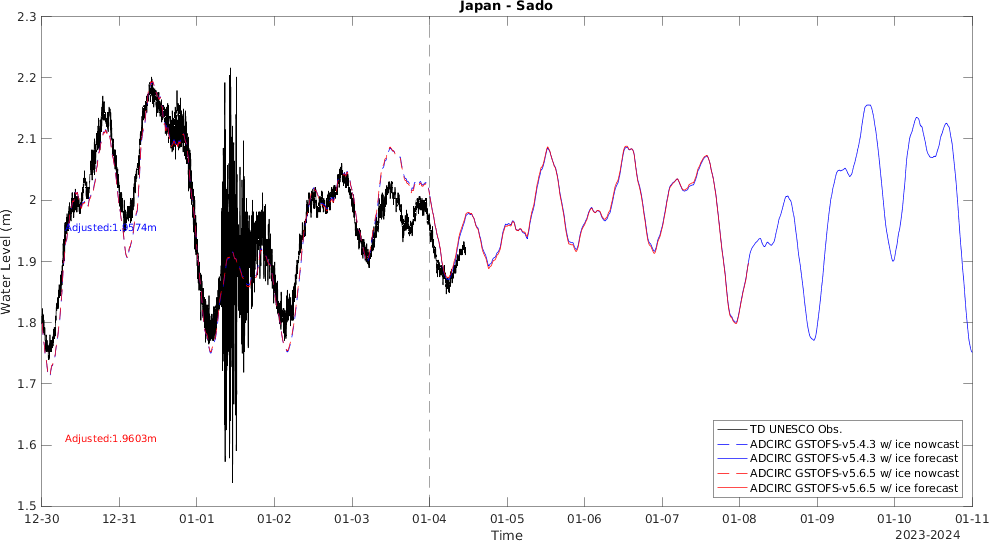 Japan - Sado
2.3
2.2
2.1
2
1.9
1.8
1.7
1.6
1.5
Water Level (m)
Adjusted:1.9574m
Adjusted:1.9603m
TD UNESCO Obs.
ADCIRC GSTOFS-v5.4.3 w/ ice nowcast
ADCIRC GSTOFS-v5.4.3 w/ ice forecast
ADCIRC GSTOFS-v5.6.5 w/ ice nowcast
ADCIRC GSTOFS-v5.6.5 w/ ice forecast
12-30 12-31 01-01 01-02 01-03 01-04 01-05 01-06 01-07 01-08 01-09 01-10 01-11
Time
2023-2024